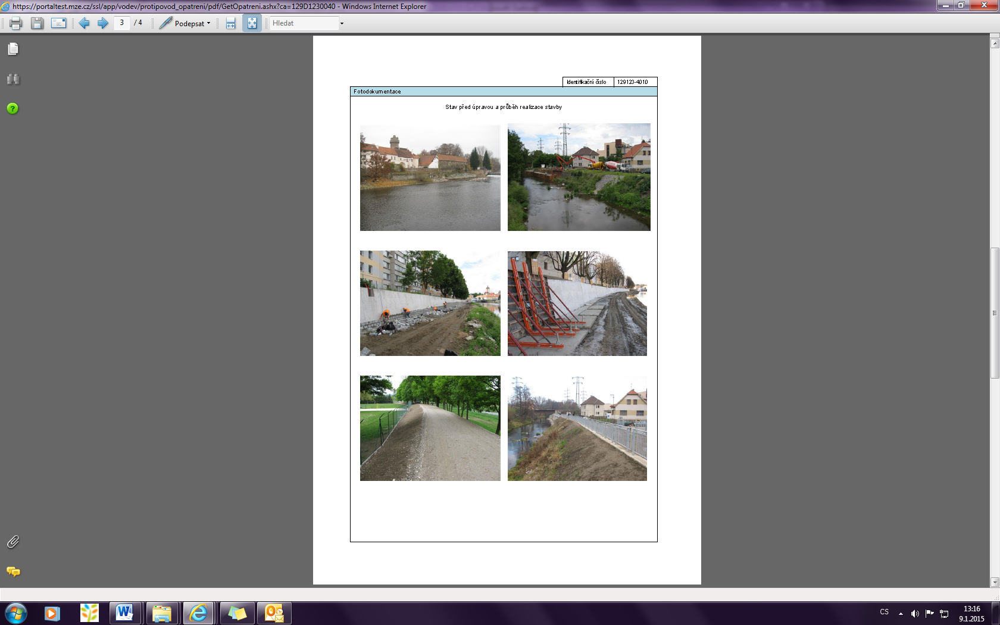 https://portaltest.mze.cz/ssl/app/vodev/protipovod_opatreni/pdf/GetOpatreni.ashx?ca=129D1230040 - Windows Internet Explorer
3 / 4 Podepsat Hledat
Identifikační číslo 129123-4010
Fotodokumentace
Stav před úpravou a průběh realizace stavby
CS 13:16
9.1.2015